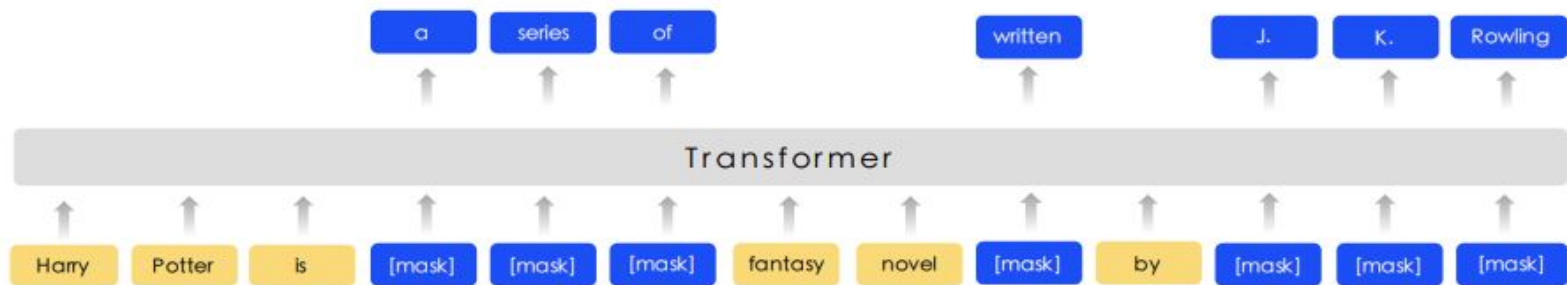 a series of written J. K. Rowling
Transformer
Harry Potter is [mask] [mask] [mask] fantasy novel [mask] by [mask] [mask] [mask]